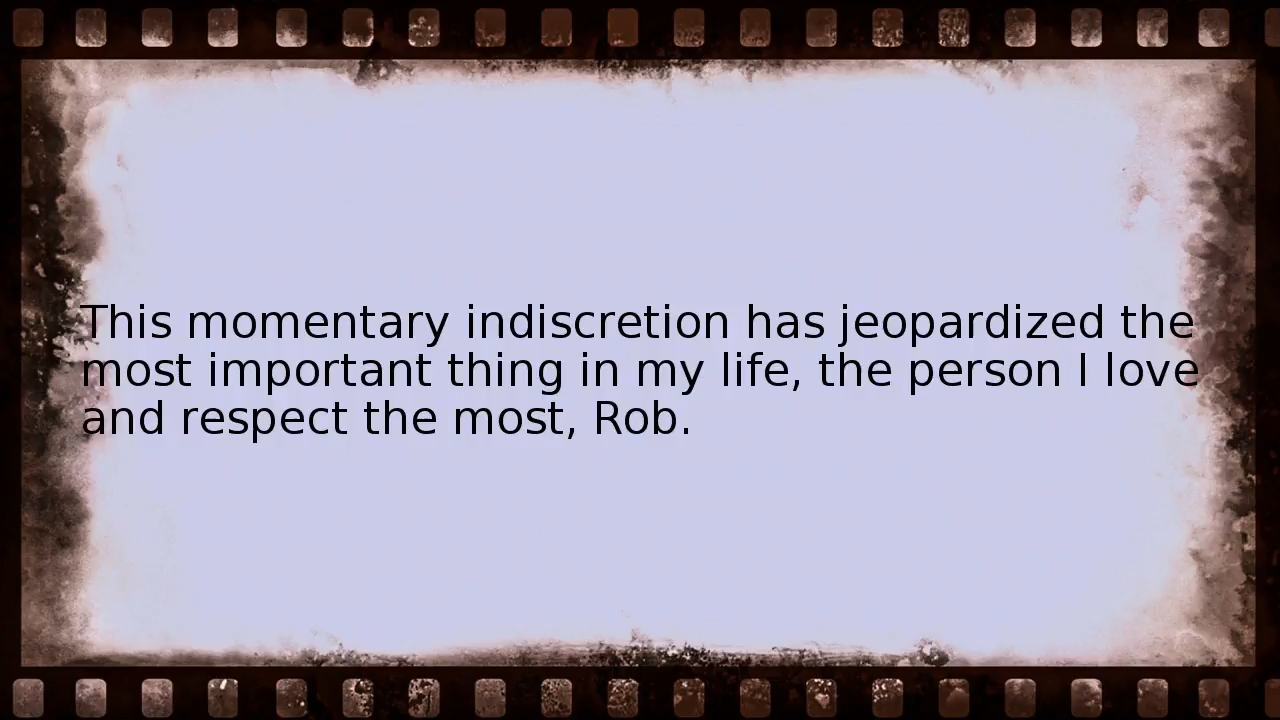 This momentary indiscretion has jeopardized the
most important thing in my life, the person I love
and respect the most, Rob.